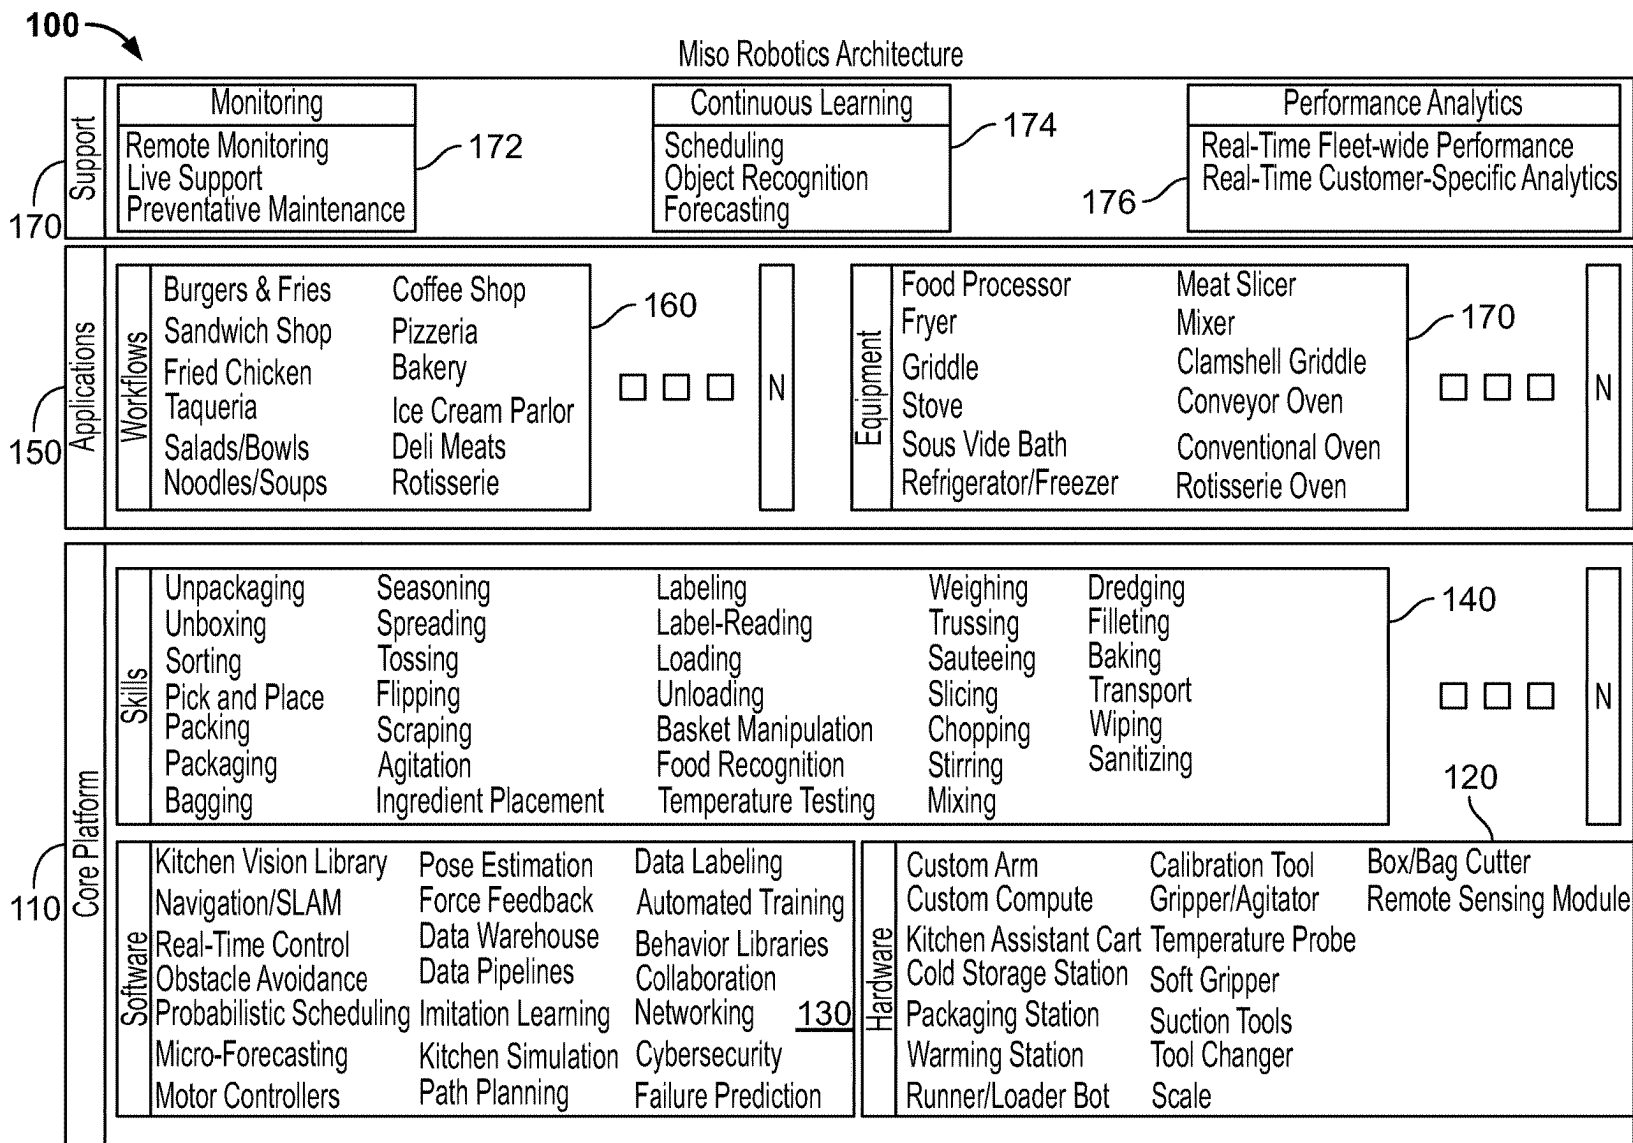 100
Miso Robotics Architecture
Support
170
Monitoring
Remote Monitoring
Live Support
Preventative Maintenance
172
Continuous Learning
Scheduling
Object Recognition
Forecasting
174
Performance Analytics
Real-Time Fleet-wide Performance
Real-Time Customer-Specific Analytics
176
Applications
150
Workflows
Burgers & Fries
Sandwich Shop
Fried Chicken
Taqueria
Salads/Bowls
Noodles/Soups
Coffee Shop
Pizzeria
Bakery
Ice Cream Parlor
Deli Meats
Rotisserie
160
N
Equipment
Food Processor
Fryer
Griddle
Stove
Sous Vide Bath
Refrigerator/Freezer
Meat Slicer
Mixer
Clamshell Griddle
Conveyor Oven
Conventional Oven
Rotisserie Oven
170
N
Core Platform
110
Skills
Unpackaging
Unboxing
Sorting
Pick and Place
Packing
Packaging
Bagging
Seasoning
Spreading
Tossing
Flipping
Scraping
Agitation
Ingredient Placement
Labeling
Label-Reading
Loading
Unloading
Basket Manipulation
Food Recognition
Temperature Testing
Weighing
Trussing
Sauteeing
Slicing
Chopping
Stirring
Mixing
Dredging
Filleting
Baking
Transport
Wiping
Sanitizing
140
N
Software
Kitchen Vision Library
Navigation/SLAM
Real-Time Control
Obstacle Avoidance
Probabilistic Scheduling
Micro-Forecasting
Motor Controllers
Pose Estimation
Force Feedback
Data Warehouse
Data Pipelines
Imitation Learning
Kitchen Simulation
Path Planning
Data Labeling
Automated Training
Behavior Libraries
Collaboration
Networking
Cybersecurity
Failure Prediction
130
120
Hardware
Custom Arm
Custom Compute
Kitchen Assistant Cart
Cold Storage Station
Packaging Station
Warming Station
Runner/Loader Bot
Calibration Tool
Gripper/Agitator
Temperature Probe
Soft Gripper
Suction Tools
Tool Changer
Scale
Box/Bag Cutter
Remote Sensing Module